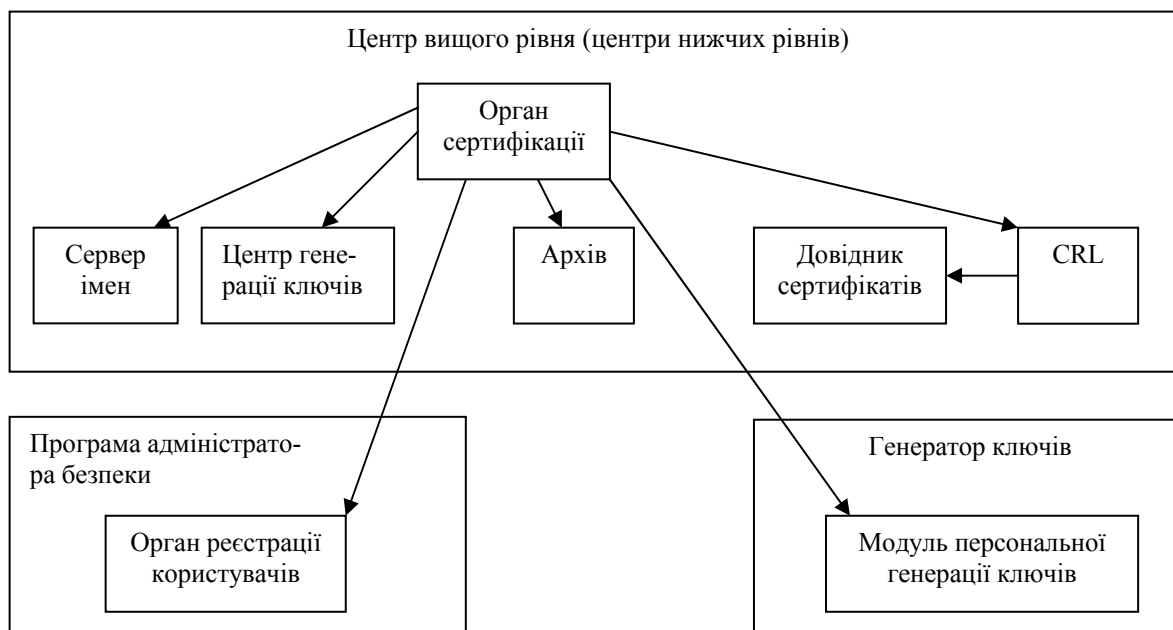 Центр вищого рівня (центри нижчих рівнів)
Орган
сертифікації
Сервер
імен
Центр гене-
рації ключів
Архів
Довідник
сертифікатів
CRL
Програма адміністрато-
ра безпеки
Орган реєстрації
користувачів
Генератор ключів
Модуль персональної
генерації ключів